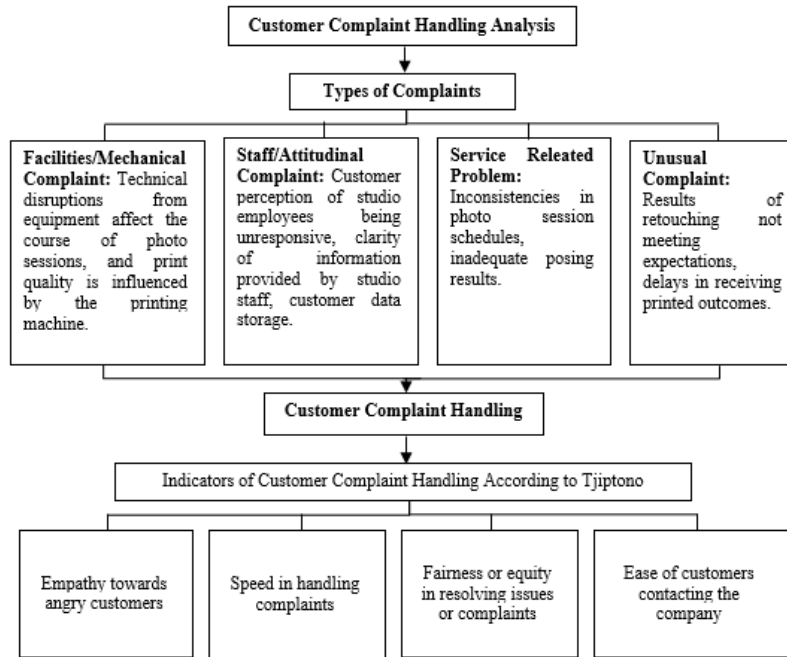 Customer Complaint Handling Analysis
Types of Complaints
Facilities/Mechanical
Complaint: Technical
disruptions from
equipment affect the
course of photo
sessions, and print
quality is influenced
by the printing
machine.
Staff/Attitudinal
Complaint: Customer
perception of studio
employees being
unresponsive, clarity
of information
provided by studio
staff, customer data
storage.
Service Releated
Problem:
Inconsistencies in
photo session
schedules,
inadequate posing
results.
Unusual
Complaint:
Results of
retouching not
meeting
expectations,
delays in receiving
printed outcomes.
Customer Complaint Handling
Indicators of Customer Complaint Handling According to Tjiptono
Empathy towards
angry customers
Speed in handling
complaints
Fairness or equity
in resolving issues
or complaints
Ease of customers
contacting the
company